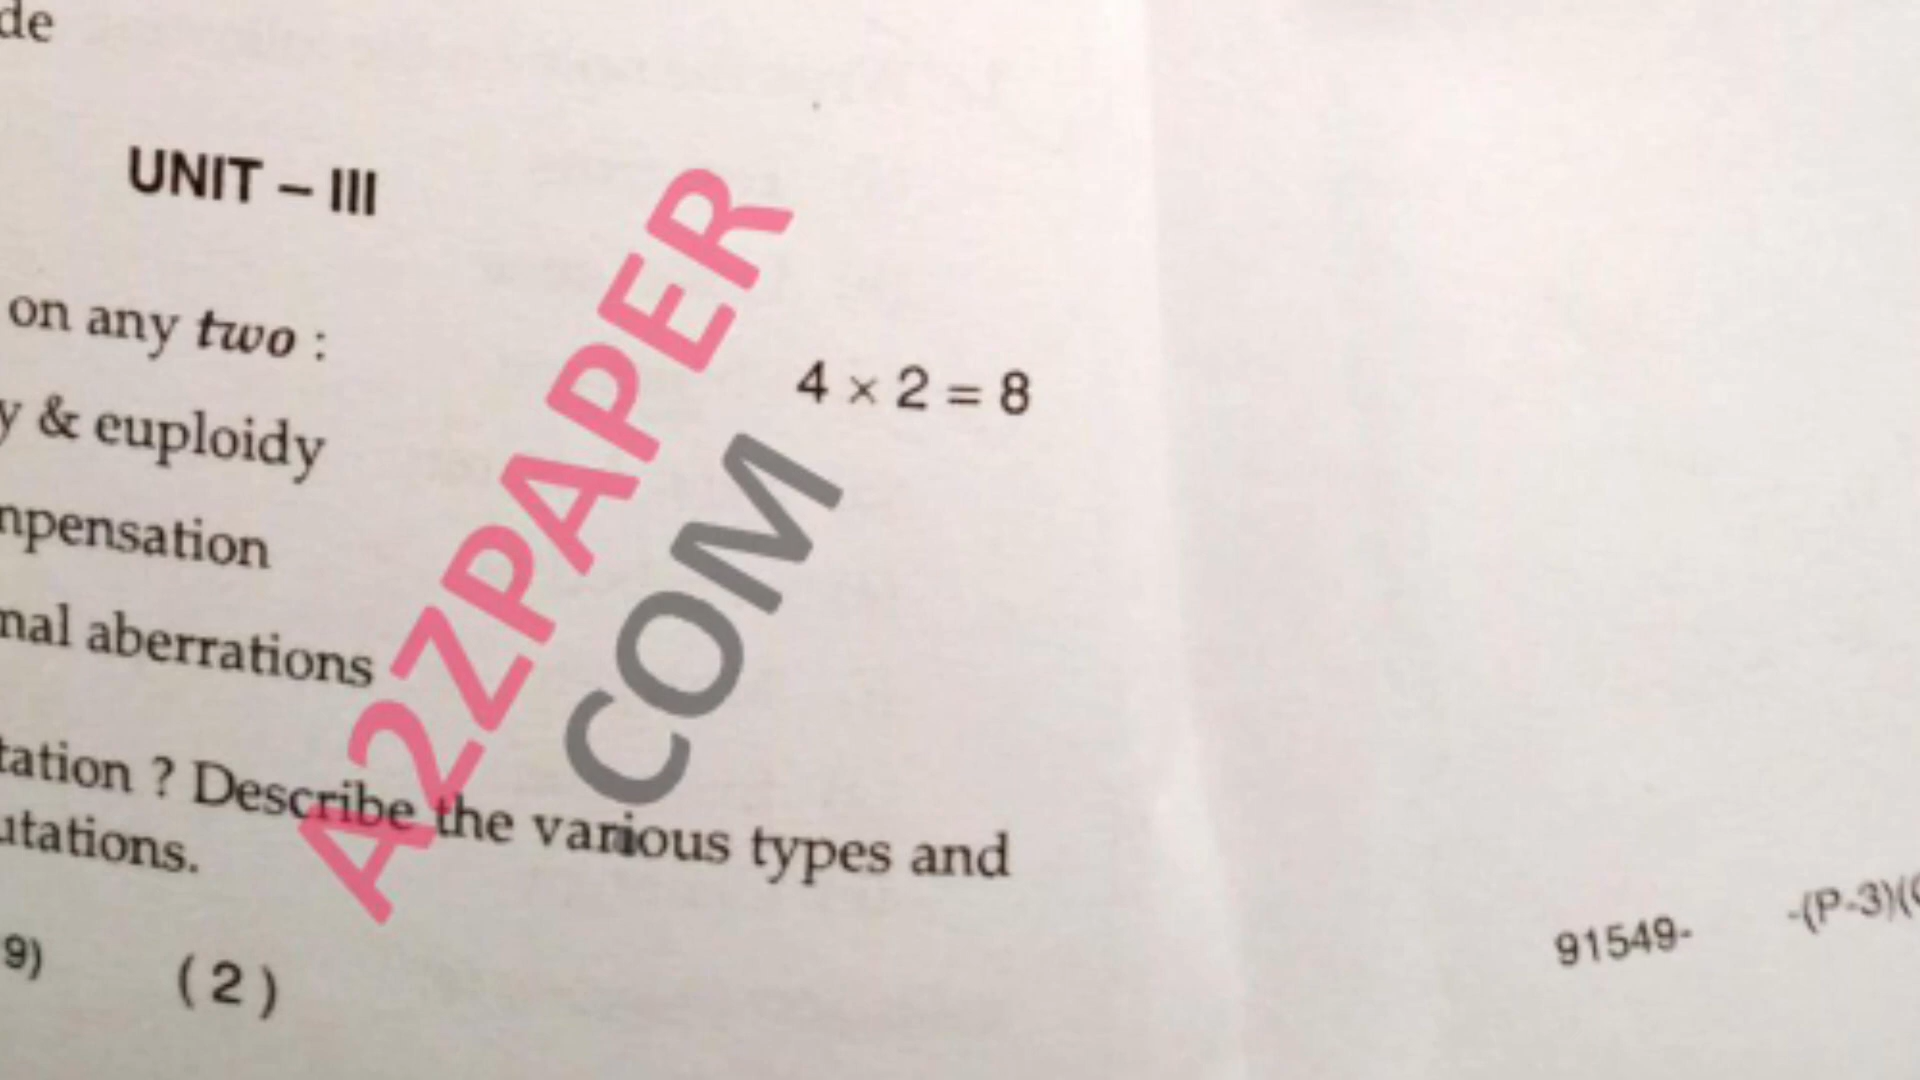 de
UNIT – III
on any two :
4 × 2 = 8
y & euploidy
npensation
nal aberrations
tation ? Describe the various types and
utations.
9)
( 2 )
91549-
-(P-3)(
A2ZPAPER
COM